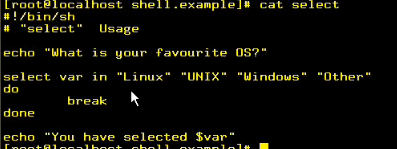 [root@localhost shell.example]# cat select
#!/bin/sh
# "select"  Usage
echo "What is your favourite OS?"
select var in "Linux" "UNIX" "Windows" "Other"
do
        break
done
echo "You have selected $var"
[root@localhost shell.example]#